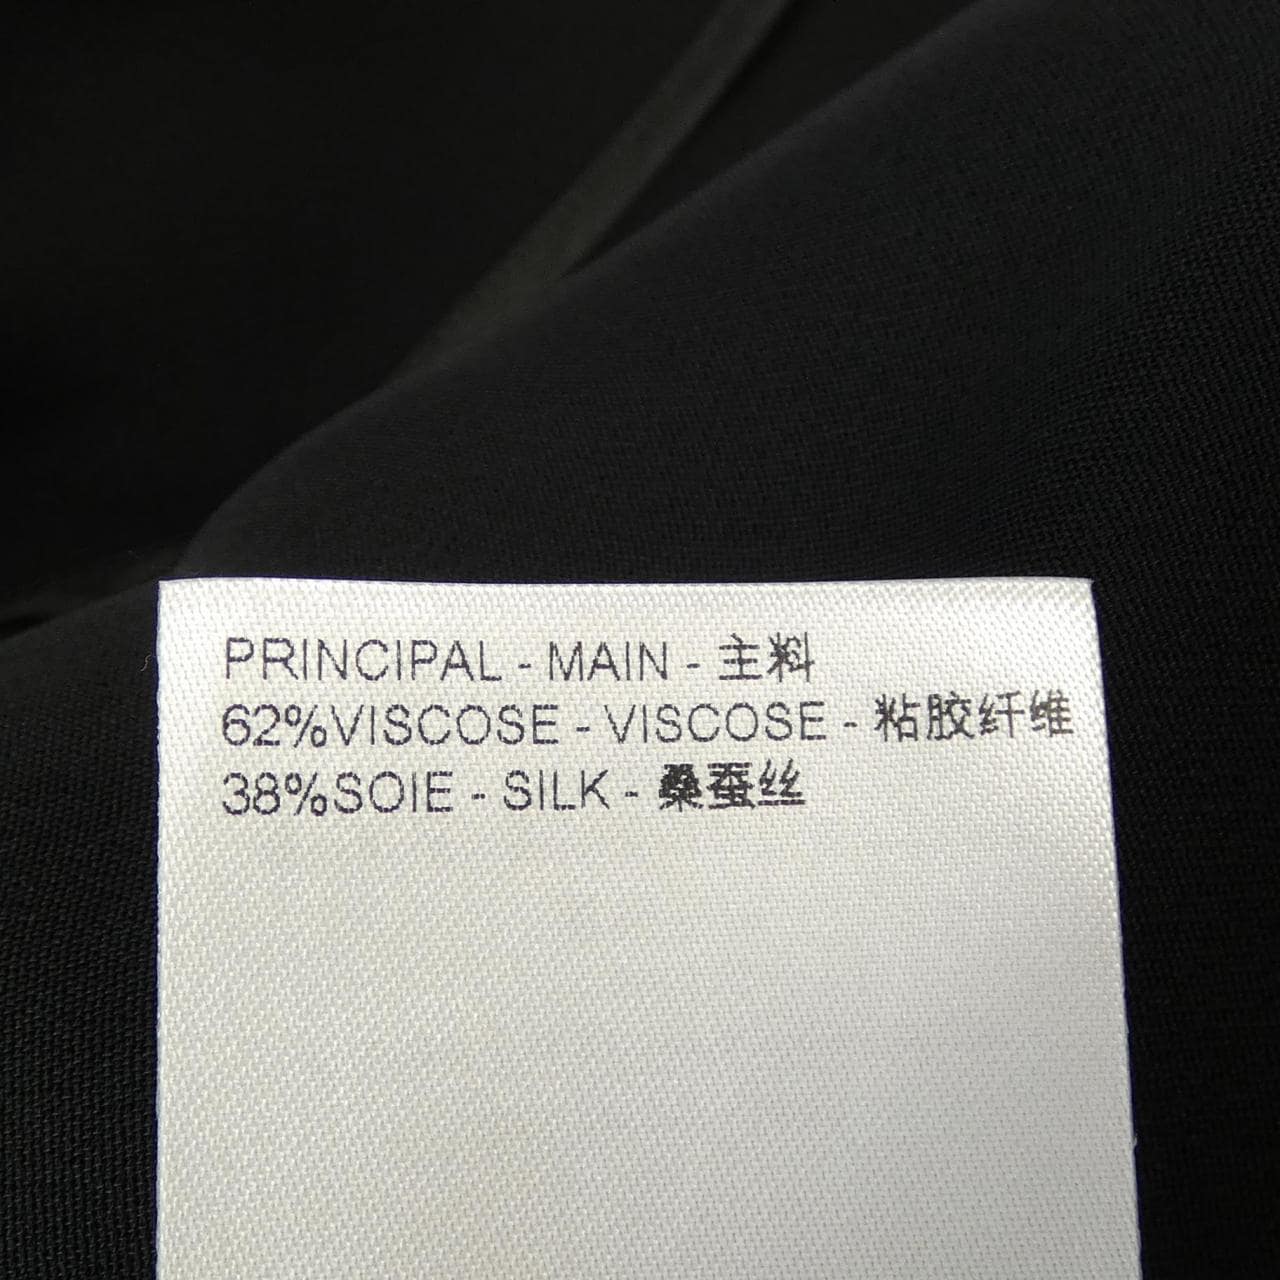 PRINCIPAL - MAIN - 主料
62%VISCOSE - VISCOSE - 粘胶纤维
38%SOIE - SILK - 桑蚕丝